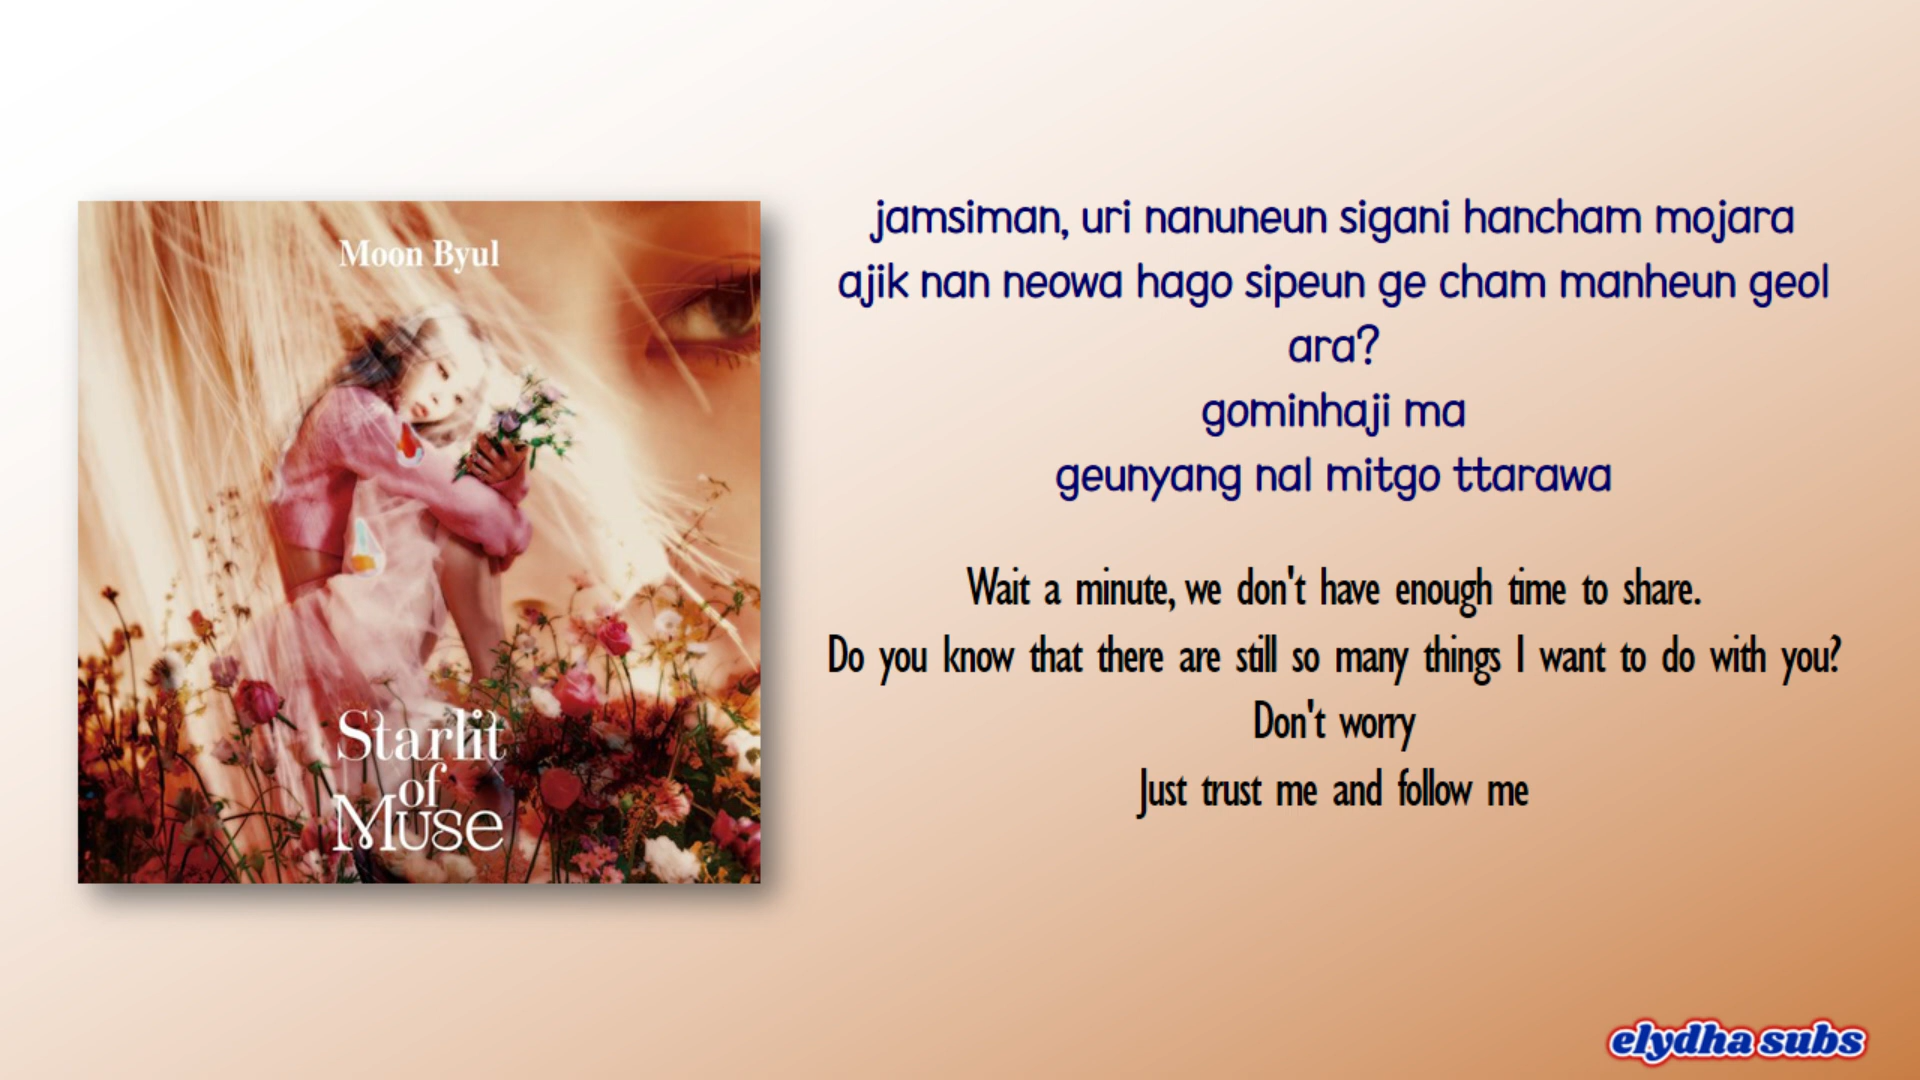 Moon Byul
Starlit
of
Muse
jamsiman, uri nanuneun sigani hancham mojara
ajik nan neowa hago sipeun ge cham manheun geol
ara?
gominhaji ma
geunyang nal mitgo ttarawa
Wait a minute, we don't have enough time to share.
Do you know that there are still so many things I want to do with you?
Don't worry
Just trust me and follow me
elydha subs